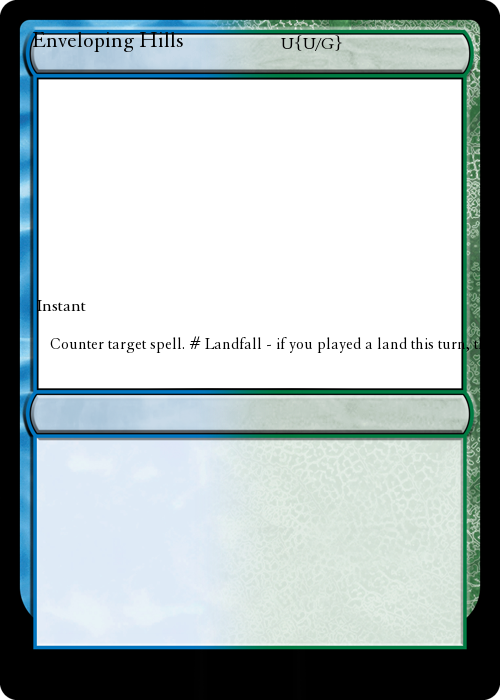 Enveloping Hills U{U/G}
Instant
Counter target spell. # Landfall - if you played a land this turn,